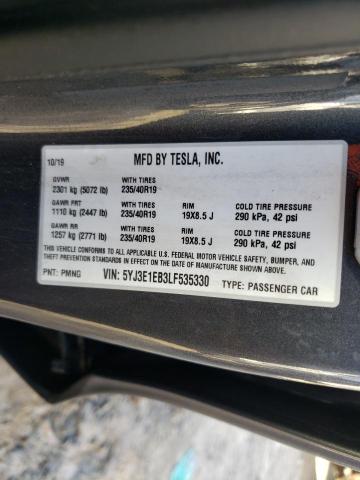 10/19 MFD BY TESLA, INC.
GVWR WITH TIRES
2301 kg (5072 lb) 235/40R19
GAWR FRT WITH TIRES RIM COLD TIRE PRESSURE
1110 kg (2447 lb) 235/40R19 19X8.5 J 290 kPa, 42 psi
GAWR RR WITH TIRES RIM COLD TIRE PRESSURE
1257 kg (2771 lb) 235/40R19 19X8.5 J 290 kPa, 42 psi
THIS VEHICLE CONFORMS TO ALL APPLICABLE FEDERAL MOTOR VEHICLE SAFETY, BUMPER, AND
THEFT PREVENTION STANDARDS IN EFFECT ON THE DATE OF MANUFACTURE SHOWN ABOVE.
PNT: PMNG VIN: 5YJ3E1EB3LF535330 TYPE: PASSENGER CAR